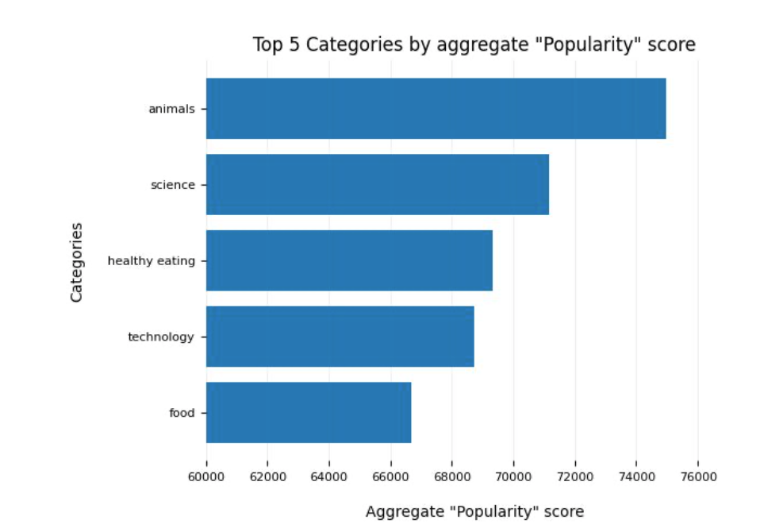 Top 5 Categories by aggregate "Popularity" score
animals
science
healthy eating
technology
food
Categories
60000 62000 64000 66000 68000 70000 72000 74000 76000
Aggregate "Popularity" score